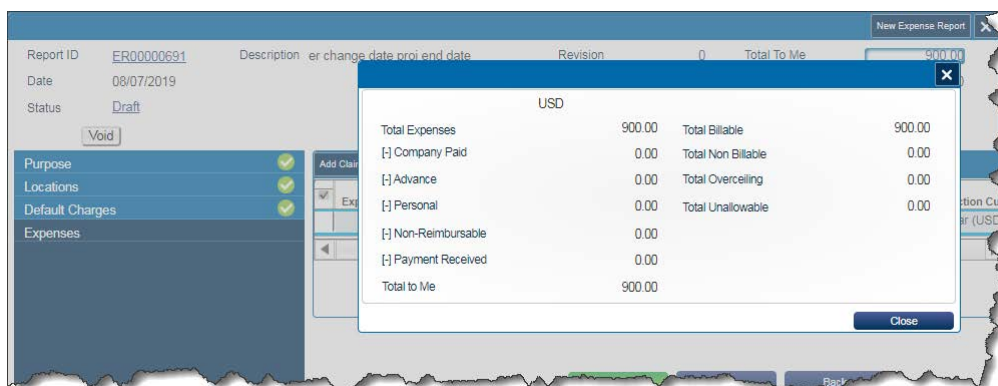 New Expense Report X
Report ID ER00000691 Description er change date proj end date Revision 0 Total To Me 900.00
Date 08/07/2019
Status Draft
Void
Purpose
Locations
Default Charges
Expenses
USD
Total Expenses 900.00 Total Billable 900.00
[-] Company Paid 0.00 Total Non Billable 0.00
[-] Advance 0.00 Total Overceiling 0.00
[-] Personal 0.00 Total Unallowable 0.00
[-] Non-Reimbursable 0.00
[-] Payment Received 0.00
Total to Me 900.00
Close